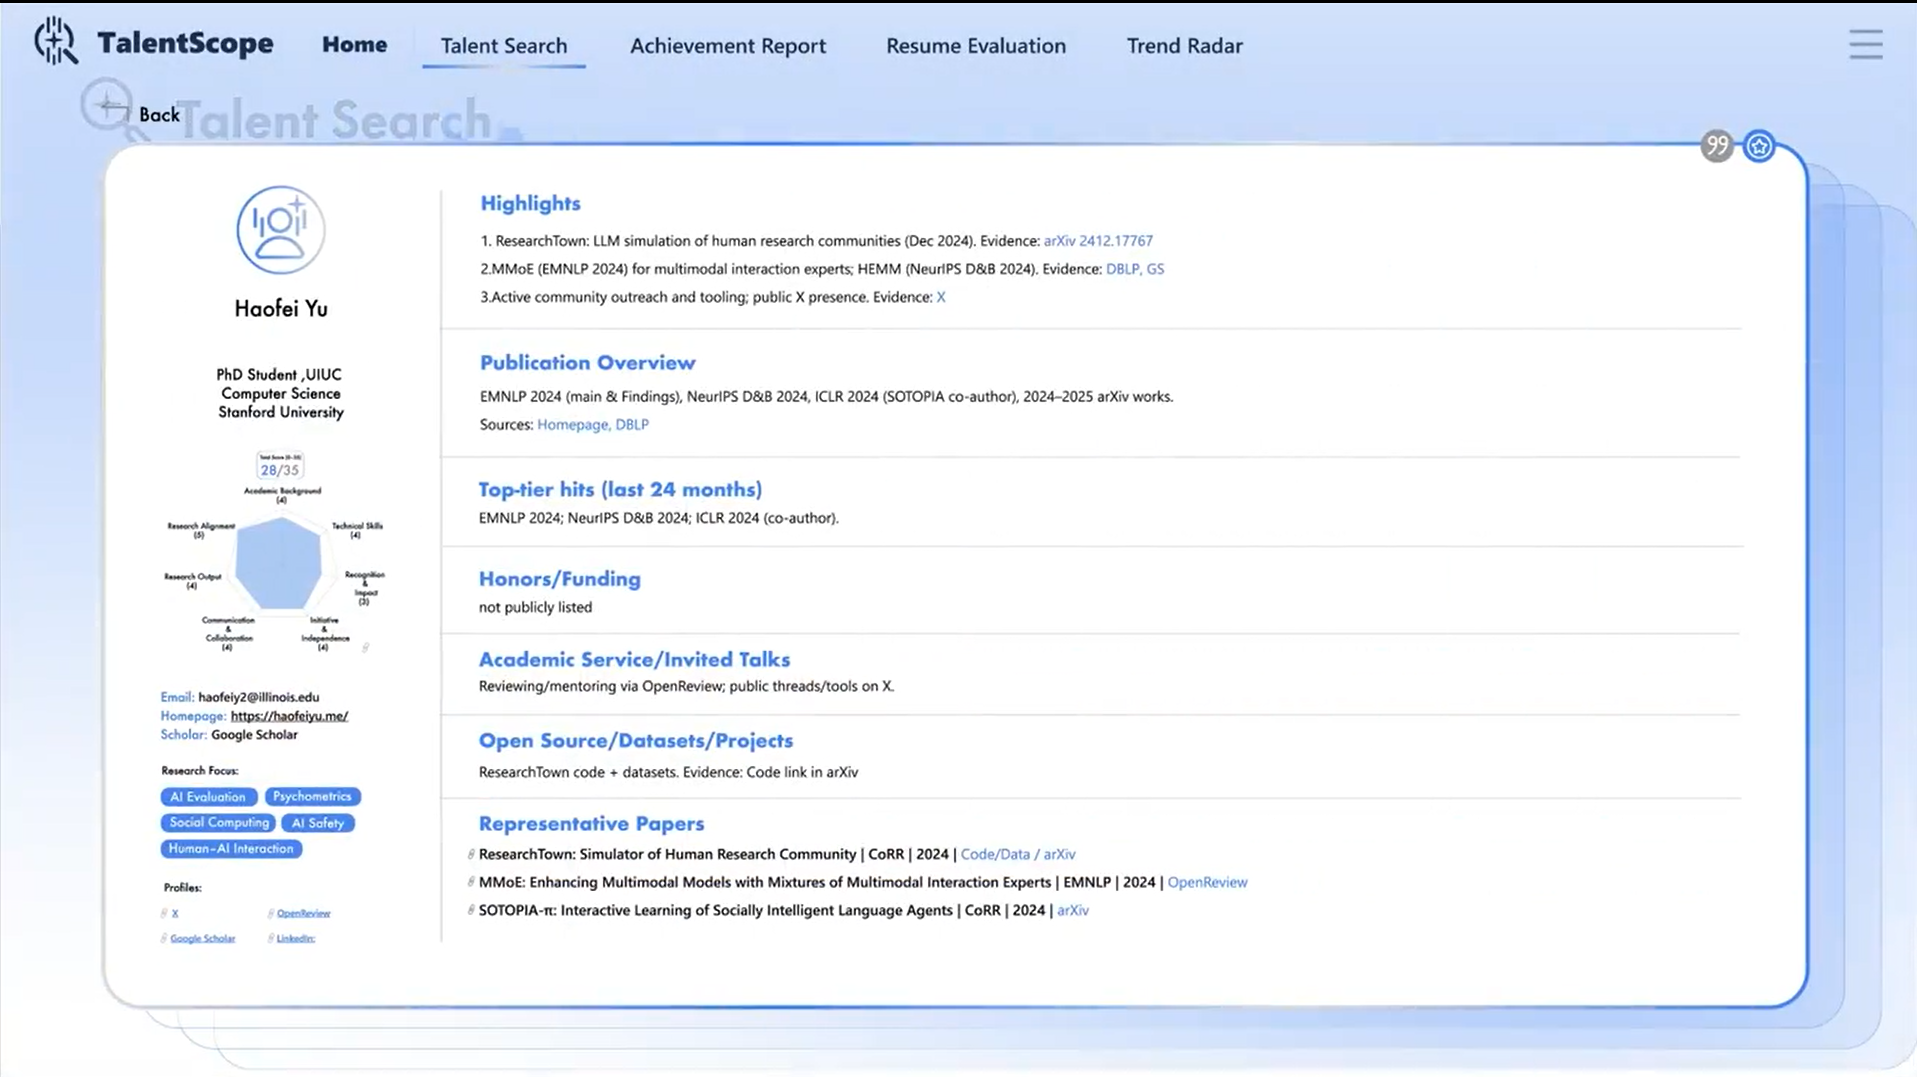 TalentScope
Home
Talent Search
Achievement Report
Resume Evaluation
Trend Radar
Back
Talent Search
99
Haofei Yu
PhD Student ,UIUC
Computer Science
Stanford University
Total Score (0-35)
28/35
Academic Background
(4)
Technical Skills
(4)
Recognition
&
Impact
(3)
Initiative
&
Independence
(4)
Communication
&
Collaboration
(4)
Research Output
(4)
Research Alignment
(5)
Email: haofeiy2@illinois.edu
Homepage: https://haofeiyu.me/
Scholar: Google Scholar
Research Focus:
AI Evaluation
Psychometrics
Social Computing
AI Safety
Human-AI Interaction
Profiles:
X
OpenReview
Google Scholar
LinkedIn:
Highlights
1. ResearchTown: LLM simulation of human research communities (Dec 2024). Evidence: arXiv 2412.17767
2.MMoE (EMNLP 2024) for multimodal interaction experts; HEMM (NeurIPS D&B 2024). Evidence: DBLP, GS
3.Active community outreach and tooling; public X presence. Evidence: X
Publication Overview
EMNLP 2024 (main & Findings), NeurIPS D&B 2024, ICLR 2024 (SOTOPIA co-author), 2024–2025 arXiv works.
Sources: Homepage, DBLP
Top-tier hits (last 24 months)
EMNLP 2024; NeurIPS D&B 2024; ICLR 2024 (co-author).
Honors/Funding
not publicly listed
Academic Service/Invited Talks
Reviewing/mentoring via OpenReview; public threads/tools on X.
Open Source/Datasets/Projects
ResearchTown code + datasets. Evidence: Code link in arXiv
Representative Papers
ResearchTown: Simulator of Human Research Community | CoRR | 2024 | Code/Data / arXiv
MMoE: Enhancing Multimodal Models with Mixtures of Multimodal Interaction Experts | EMNLP | 2024 | OpenReview
SOTOPIA-π: Interactive Learning of Socially Intelligent Language Agents | CoRR | 2024 | arXiv